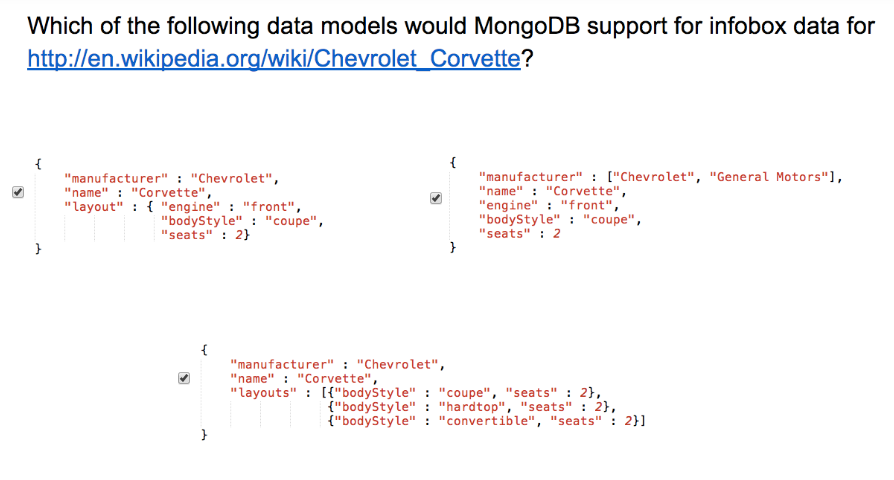 Which of the following data models would MongoDB support for infobox data for
http://en.wikipedia.org/wiki/Chevrolet_Corvette?
{
"manufacturer" : "Chevrolet",
"name" : "Corvette",
"layout" : { "engine" : "front",
"bodyStyle" : "coupe",
"seats" : 2}
}
{
"manufacturer" : ["Chevrolet", "General Motors"],
"name" : "Corvette",
"engine" : "front",
"bodyStyle" : "coupe",
"seats" : 2
}
{
"manufacturer" : "Chevrolet",
"name" : "Corvette",
"layouts" : [{"bodyStyle" : "coupe", "seats" : 2},
{"bodyStyle" : "hardtop", "seats" : 2},
{"bodyStyle" : "convertible", "seats" : 2}]
}